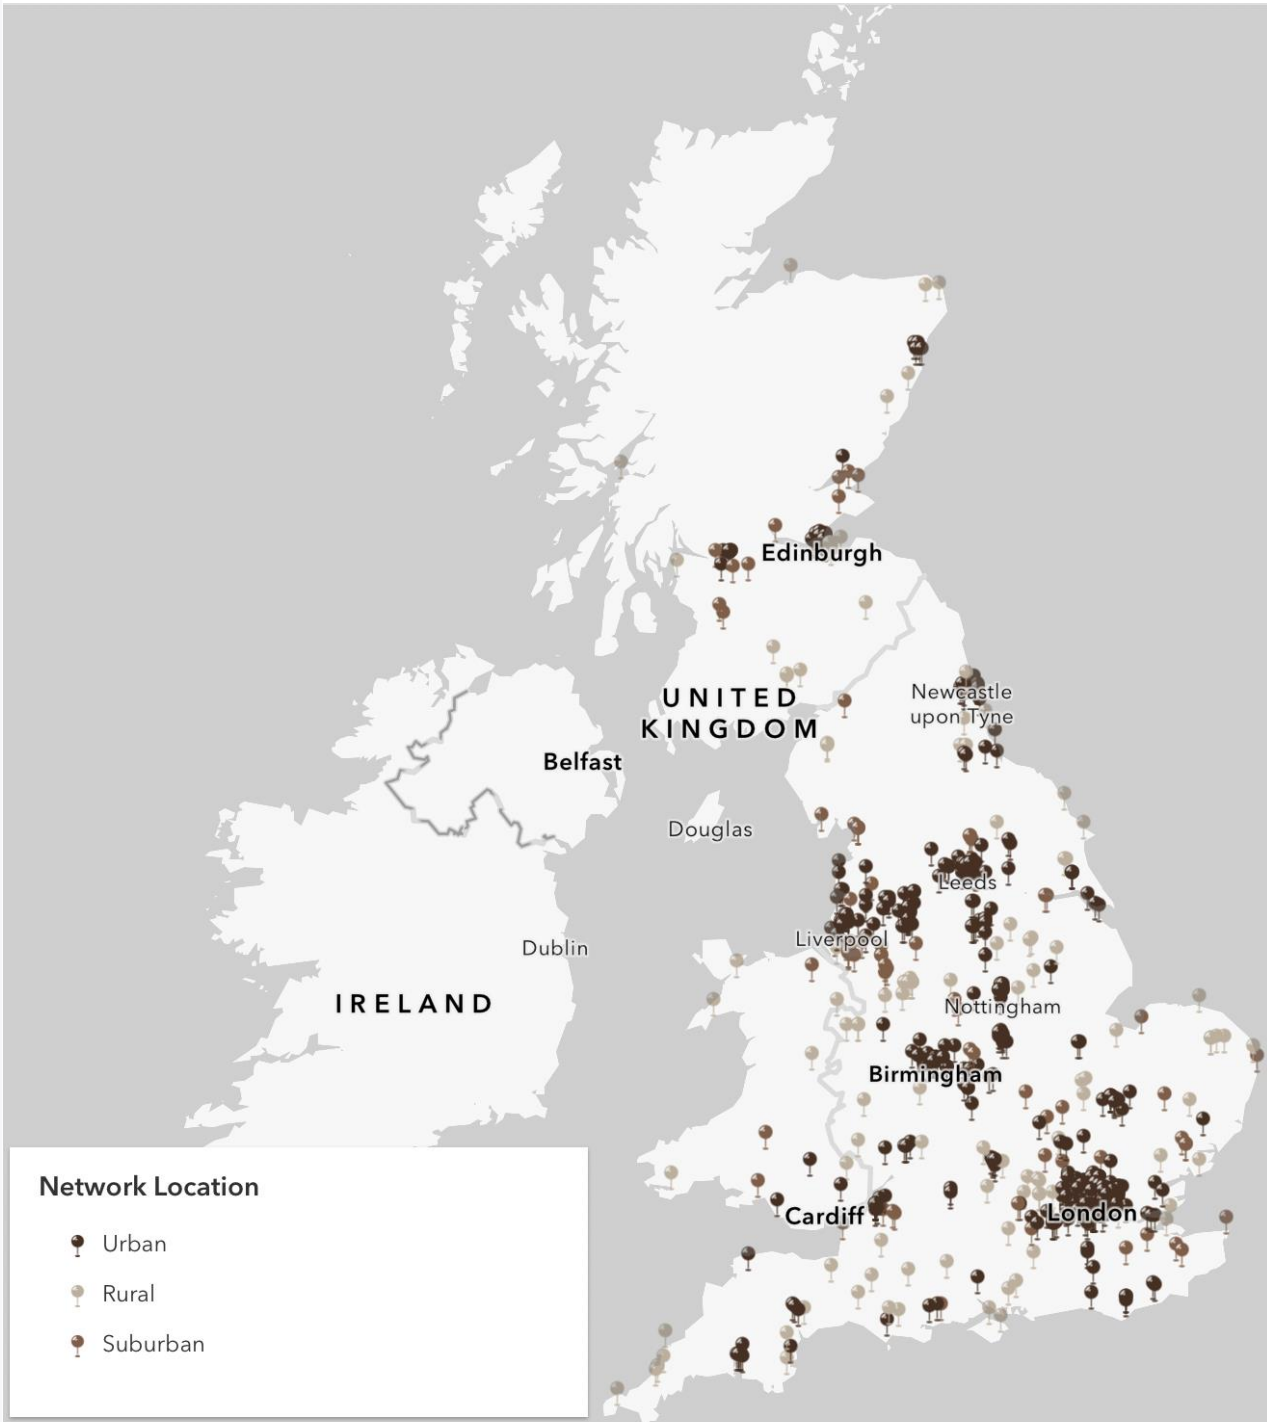 Edinburgh
UNITED
KINGDOM
Newcastle
upon Tyne
Belfast
Douglas
Leeds
Liverpool
Dublin
IRELAND
Nottingham
Birmingham
Cardiff
London
Network Location
Urban
Rural
Suburban